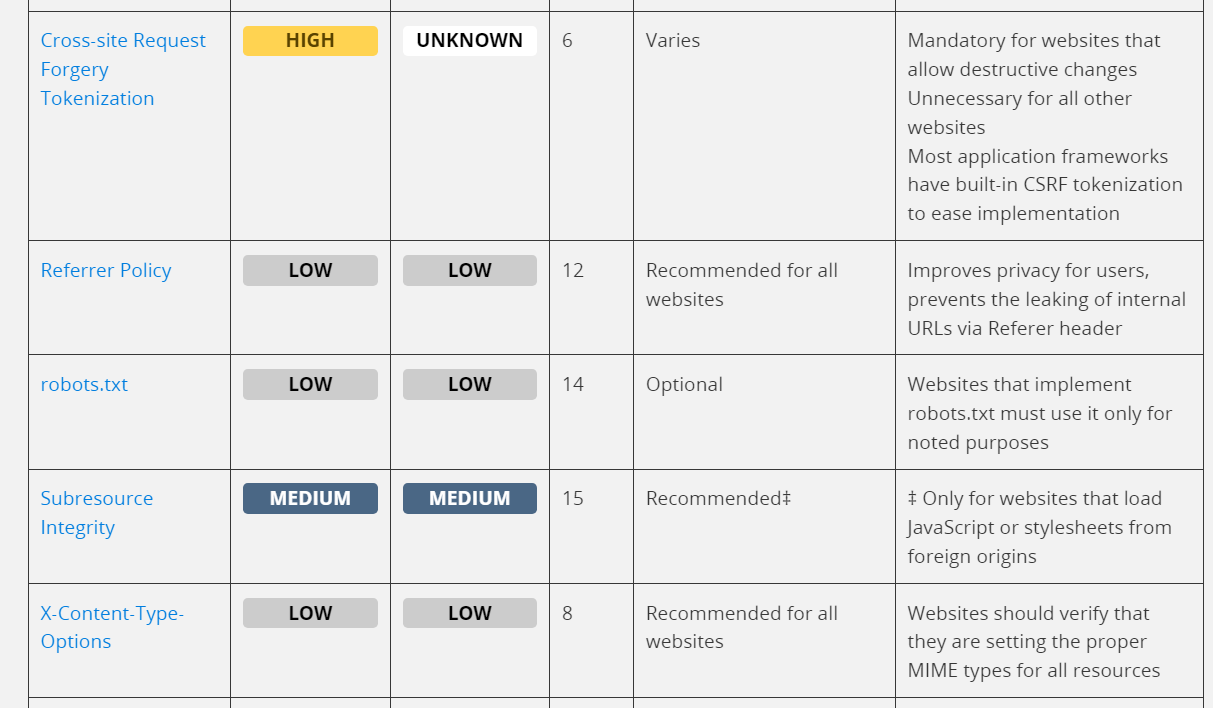 Cross-site Request
Forgery
Tokenization
HIGH
UNKNOWN
6
Varies
Mandatory for websites that
allow destructive changes
Unnecessary for all other
websites
Most application frameworks
have built-in CSRF tokenization
to ease implementation
Referrer Policy
LOW
LOW
12
Recommended for all
websites
Improves privacy for users,
prevents the leaking of internal
URLs via Referer header
robots.txt
LOW
LOW
14
Optional
Websites that implement
robots.txt must use it only for
noted purposes
Subresource
Integrity
MEDIUM
MEDIUM
15
Recommended‡
‡ Only for websites that load
JavaScript or stylesheets from
foreign origins
X-Content-Type-
Options
LOW
LOW
8
Recommended for all
websites
Websites should verify that
they are setting the proper
MIME types for all resources